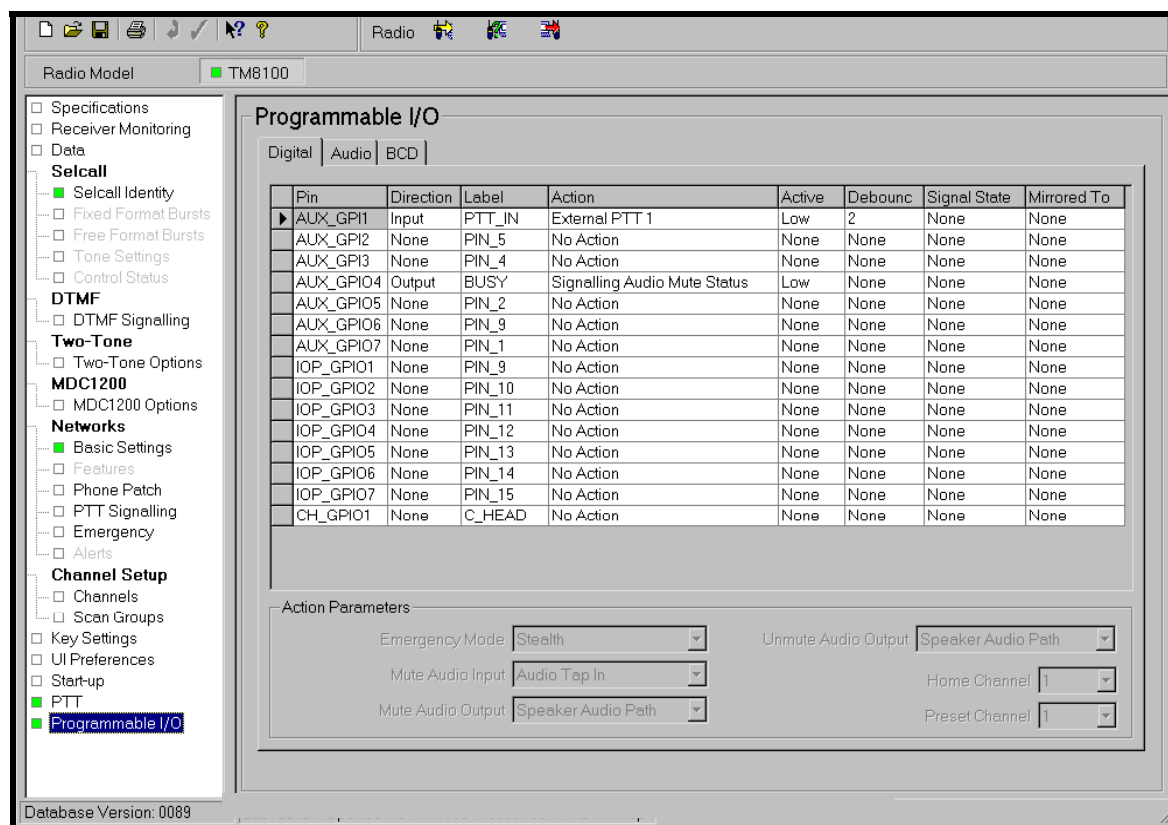 Radio
Radio Model
TM8100
Specifications
Receiver Monitoring
Data
Selcall
Selcall Identity
Fixed Format Bursts
Free Format Bursts
Tone Settings
Control Status
DTMF
DTMF Signalling
Two-Tone
Two-Tone Options
MDC1200
MDC1200 Options
Networks
Basic Settings
Features
Phone Patch
PTT Signalling
Emergency
Alerts
Channel Setup
Channels
Scan Groups
Key Settings
UI Preferences
Start-up
PTT
Programmable I/O
Programmable I/O
Digital Audio BCD
Pin Direction Label Action Active Debounc Signal State Mirrored To
AUX_GPI1 Input PTT_IN External PTT 1 Low 2 None None
AUX_GPI2 None PIN_5 No Action None None None None
AUX_GPI3 None PIN_4 No Action None None None None
AUX_GPIO4 Output BUSY Signalling Audio Mute Status Low None None None
AUX_GPIO5 None PIN_2 No Action None None None None
AUX_GPIO6 None PIN_9 No Action None None None None
AUX_GPIO7 None PIN_1 No Action None None None None
IOP_GPIO1 None PIN_9 No Action None None None None
IOP_GPIO2 None PIN_10 No Action None None None None
IOP_GPIO3 None PIN_11 No Action None None None None
IOP_GPIO4 None PIN_12 No Action None None None None
IOP_GPIO5 None PIN_13 No Action None None None None
IOP_GPIO6 None PIN_14 No Action None None None None
IOP_GPIO7 None PIN_15 No Action None None None None
CH_GPIO1 None C_HEAD No Action None None None None
Action Parameters
Emergency Mode Stealth Unmute Audio Output Speaker Audio Path
Mute Audio Input Audio Tap In Home Channel 1
Mute Audio Output Speaker Audio Path Preset Channel 1
Database Version: 0089